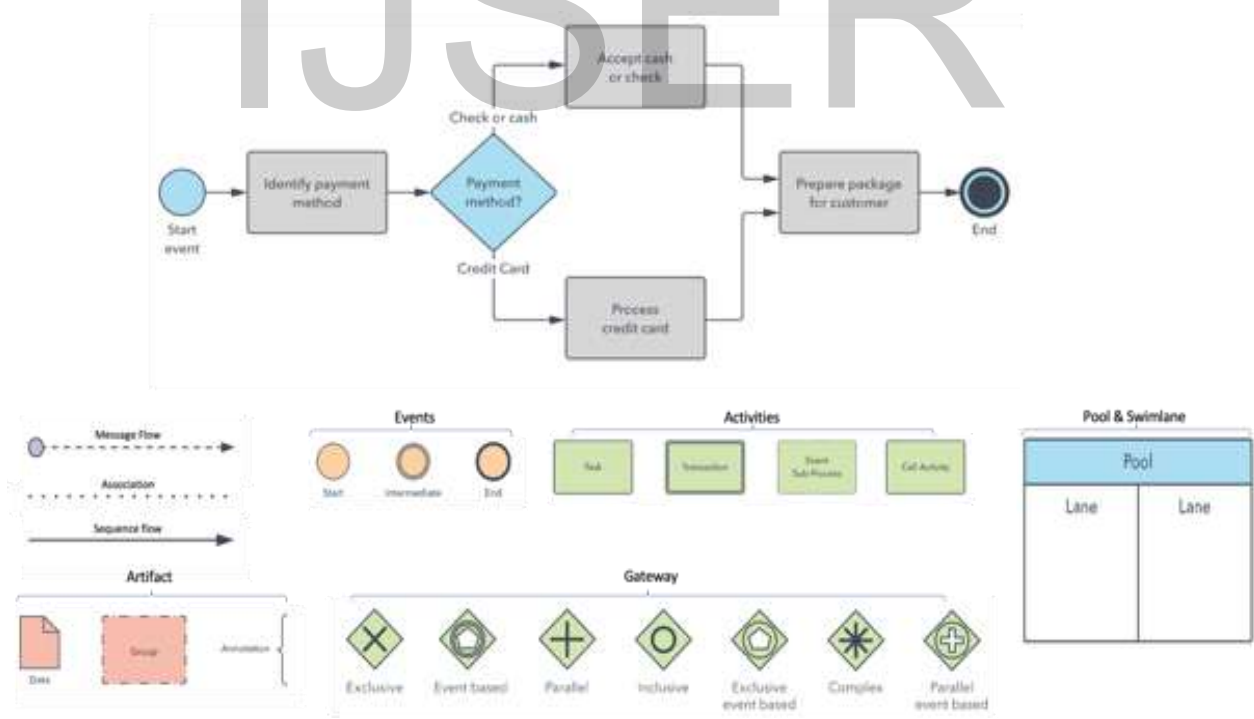 IJSER
Accept cash
or check
Check or cash
Identify payment
method
Payment
method?
Prepare package
for customer
Start
event
End
Credit Card
Process
credit card
Message Flow
Association
Sequence flow
Events
Start
Intermediate
End
Activities
Task
Transaction
Event
Sub-Process
Call Activity
Pool & Swimlane
Pool
Lane
Lane
Artifact
Data
Group
Annotation
Gateway
Exclusive
Event based
Parallel
Inclusive
Exclusive
event based
Complex
Parallel
event based